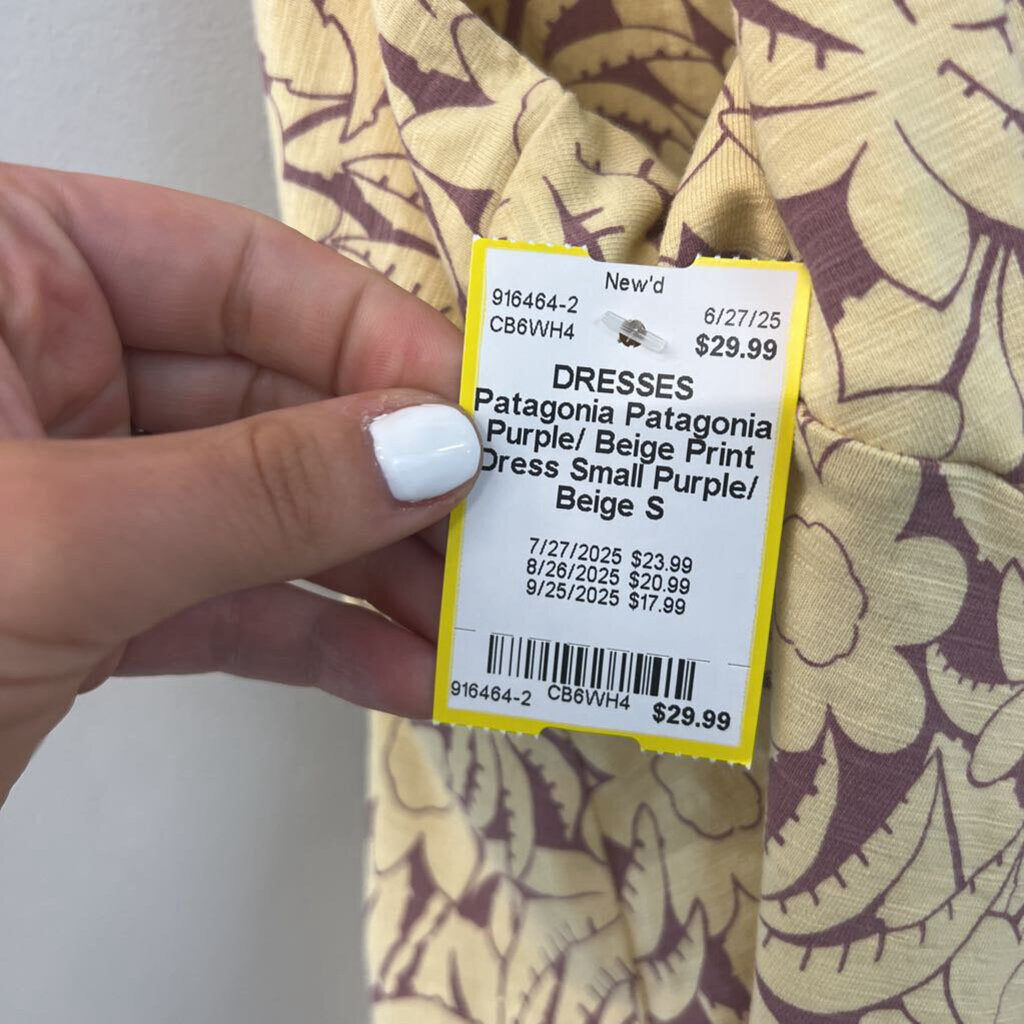 New'd
916464-2
6/27/25
CB6WH4
$29.99
DRESSES
Patagonia Patagonia
Purple/ Beige Print
Dress Small Purple/
Beige S
7/27/2025 $23.99
8/26/2025 $20.99
9/25/2025 $17.99
916464-2 CB6WH4 $29.99